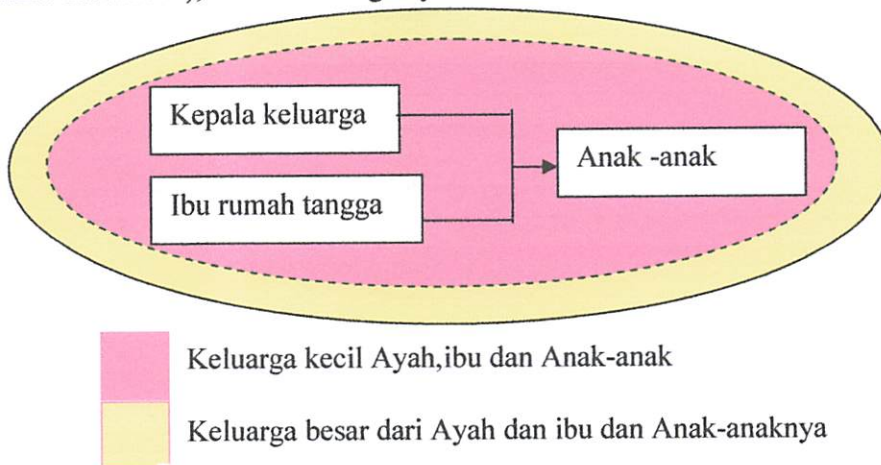 Kepala keluarga
Anak -anak
Ibu rumah tangga
Keluarga kecil Ayah,ibu dan Anak-anak
Keluarga besar dari Ayah dan ibu dan Anak-anaknya